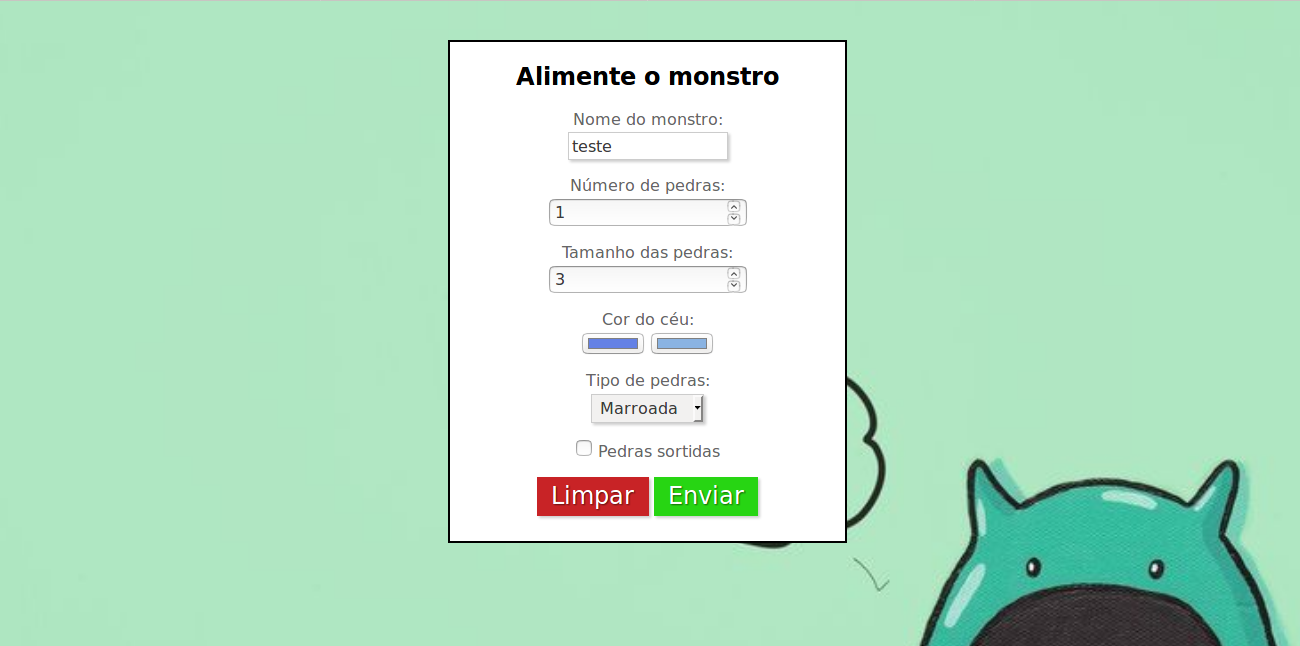 Alimente o monstro
Nome do monstro:
teste
Número de pedras:
1
Tamanho das pedras:
3
Cor do céu:
Tipo de pedras:
Marroada
Pedras sortidas
Limpar Enviar